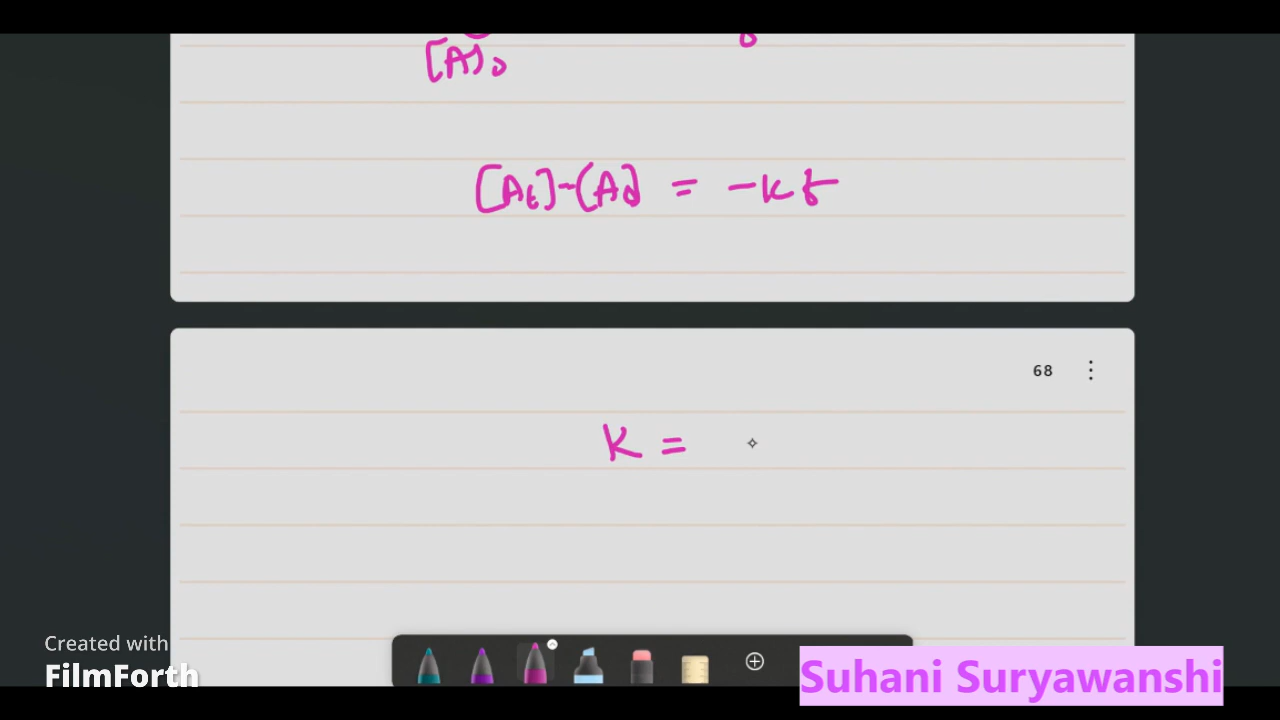 [A]₀
[At]-[A₀] = -kt
68
K =
Created with
FilmForth
Suhani Suryawanshi